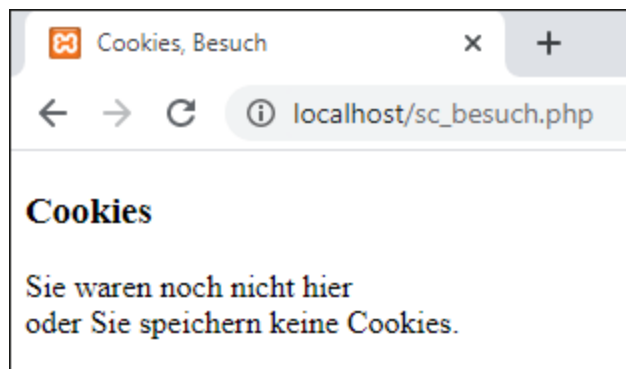 Cookies, Besuch
localhost/sc_besuch.php
Cookies
Sie waren noch nicht hier
oder Sie speichern keine Cookies.